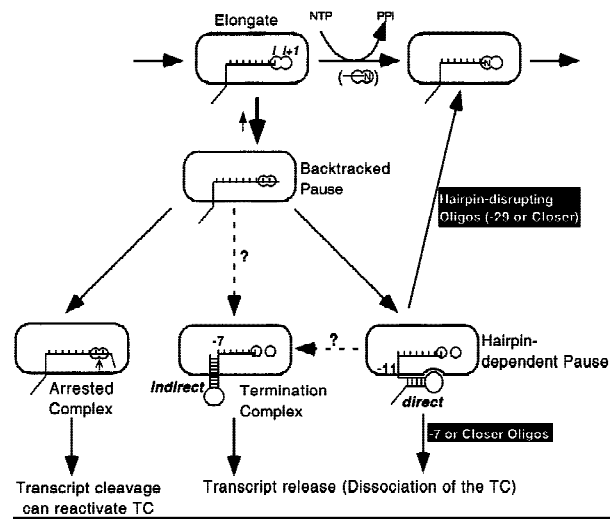 Elongate
NTP PPi
i i+1
(N)
N
Backtracked
Pause
Hairpin-disrupting
Oligos (-29 or Closer)
?
?
-7
-11
Hairpin-
dependent Pause
indirect
direct
Arrested
Complex
Termination
Complex
-7 or Closer Oligos
Transcript cleavage
can reactivate TC
Transcript release (Dissociation of the TC)